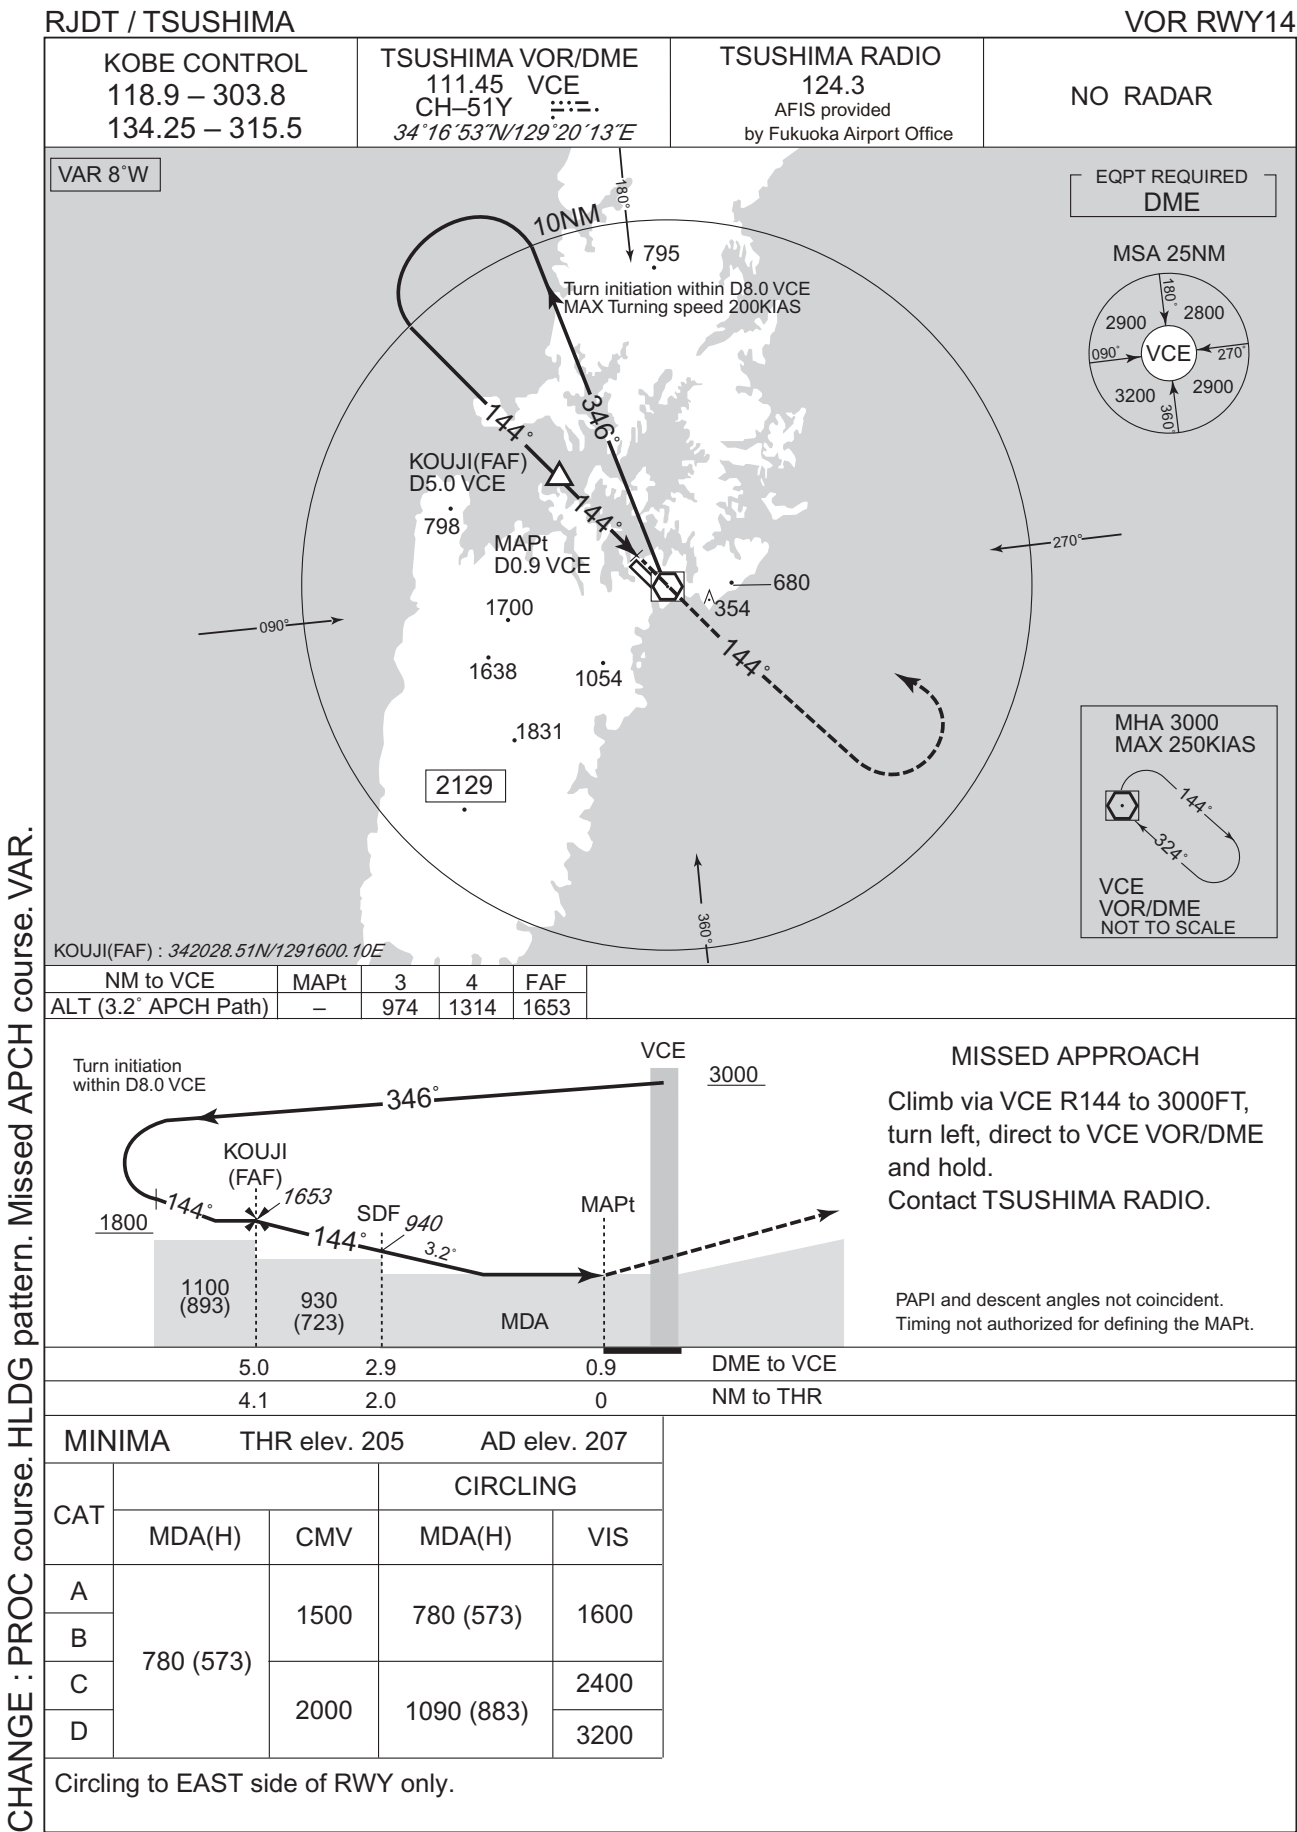 RJDT / TSUSHIMA
VOR RWY14
KOBE CONTROL
118.9 – 303.8
134.25 – 315.5
TSUSHIMA VOR/DME
111.45 VCE
CH–51Y
34˚16´53˝N/129˚20´13˝E
TSUSHIMA RADIO
124.3
AFIS provided
by Fukuoka Airport Office
NO RADAR
VAR 8˚W
EQPT REQUIRED
DME
MSA 25NM
180˚
2900
2800
090˚
VCE
270˚
3200
2900
360˚
180˚
10NM
795
Turn initiation within D8.0 VCE
MAX Turning speed 200KIAS
144˚
346˚
KOUJI(FAF)
D5.0 VCE
798
144˚
MAPt
D0.9 VCE
270˚
680
354
1700
090˚
144˚
1638
1054
1831
2129
MHA 3000
MAX 250KIAS
144˚
324˚
VCE
VOR/DME
NOT TO SCALE
360˚
KOUJI(FAF) : 342028.51N/1291600.10E
NM to VCE MAPt 3 4 FAF
ALT (3.2˚ APCH Path) – 974 1314 1653
Turn initiation
within D8.0 VCE
VCE
3000
346˚
KOUJI
(FAF)
1653
144˚
1800
SDF
940
144˚
3.2˚
MAPt
1100
(893)
930
(723)
MDA
MISSED APPROACH
Climb via VCE R144 to 3000FT,
turn left, direct to VCE VOR/DME
and hold.
Contact TSUSHIMA RADIO.
PAPI and descent angles not coincident.
Timing not authorized for defining the MAPt.
5.0 2.9 0.9 DME to VCE
4.1 2.0 0 NM to THR
MINIMA THR elev. 205 AD elev. 207
CAT
CIRCLING
MDA(H) CMV MDA(H) VIS
A
B
C
D
780 (573)
1500
2000
780 (573)
1090 (883)
1600
2400
3200
Circling to EAST side of RWY only.
CHANGE : PROC course. HLDG pattern. Missed APCH course. VAR.